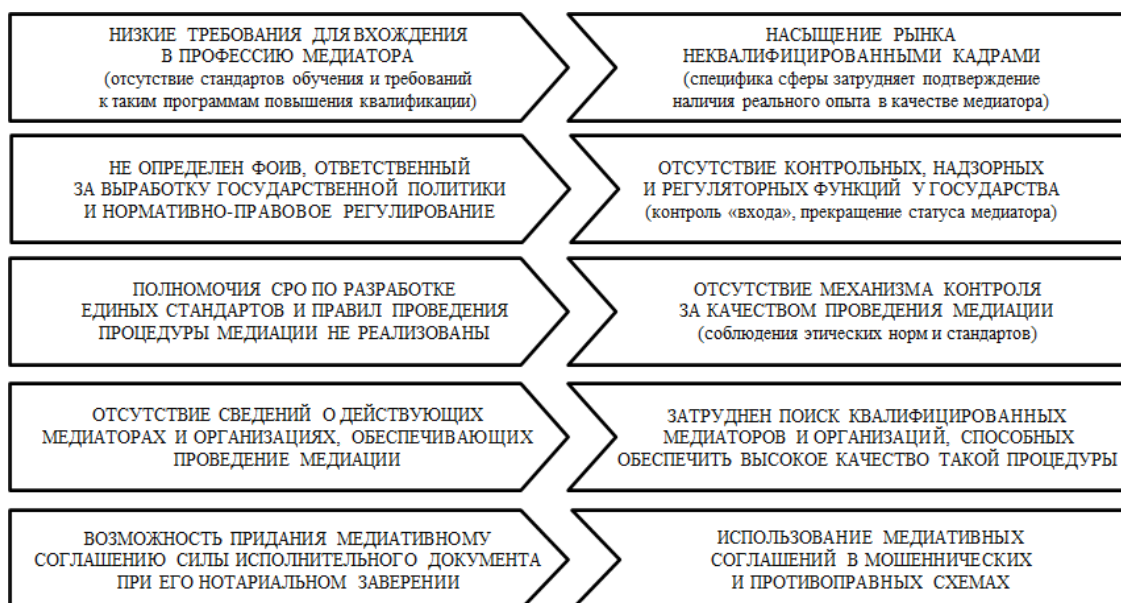 НИЗКИЕ ТРЕБОВАНИЯ ДЛЯ ВХОЖДЕНИЯ
В ПРОФЕССИЮ МЕДИАТОРА
(отсутствие стандартов обучения и требований
к таким программам повышения квалификации)
НАСЫЩЕНИЕ РЫНКА
НЕКВАЛИФИЦИРОВАННЫМИ КАДРАМИ
(специфика сферы затрудняет подтверждение
наличия реального опыта в качестве медиатора)
НЕ ОПРЕДЕЛЕН ФОИВ, ОТВЕТСТВЕННЫЙ
ЗА ВЫРАБОТКУ ГОСУДАРСТВЕННОЙ ПОЛИТИКИ
И НОРМАТИВНО-ПРАВОВОЕ РЕГУЛИРОВАНИЕ
ОТСУТСТВИЕ КОНТРОЛЬНЫХ, НАДЗОРНЫХ
И РЕГУЛЯТОРНЫХ ФУНКЦИЙ У ГОСУДАРСТВА
(контроль «входа», прекращение статуса медиатора)
ПОЛНОМОЧИЯ СРО ПО РАЗРАБОТКЕ
ЕДИНЫХ СТАНДАРТОВ И ПРАВИЛ ПРОВЕДЕНИЯ
ПРОЦЕДУРЫ МЕДИАЦИИ НЕ РЕАЛИЗОВАНЫ
ОТСУТСТВИЕ МЕХАНИЗМА КОНТРОЛЯ
ЗА КАЧЕСТВОМ ПРОВЕДЕНИЯ МЕДИАЦИИ
(соблюдения этических норм и стандартов)
ОТСУТСТВИЕ СВЕДЕНИЙ О ДЕЙСТВУЮЩИХ
МЕДИАТОРАХ И ОРГАНИЗАЦИЯХ, ОБЕСПЕЧИВАЮЩИХ
ПРОВЕДЕНИЕ МЕДИАЦИИ
ЗАТРУДНЕН ПОИСК КВАЛИФИЦИРОВАННЫХ
МЕДИАТОРОВ И ОРГАНИЗАЦИЙ, СПОСОБНЫХ
ОБЕСПЕЧИТЬ ВЫСОКОЕ КАЧЕСТВО ТАКОЙ ПРОЦЕДУРЫ
ВОЗМОЖНОСТЬ ПРИДАНИЯ МЕДИАТИВНОМУ
СОГЛАШЕНИЮ СИЛЫ ИСПОЛНИТЕЛЬНОГО ДОКУМЕНТА
ПРИ ЕГО НОТАРИАЛЬНОМ ЗАВЕРЕНИИ
ИСПОЛЬЗОВАНИЕ МЕДИАТИВНЫХ
СОГЛАШЕНИЙ В МОШЕННИЧЕСКИХ
И ПРОТИВОПРАВНЫХ СХЕМАХ